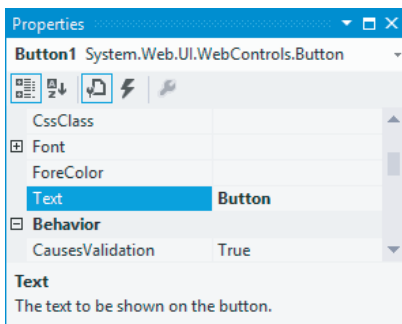 Properties
Button1 System.Web.UI.WebControls.Button
CssClass
Font
ForeColor
Text Button
Behavior
CausesValidation True
Text
The text to be shown on the button.